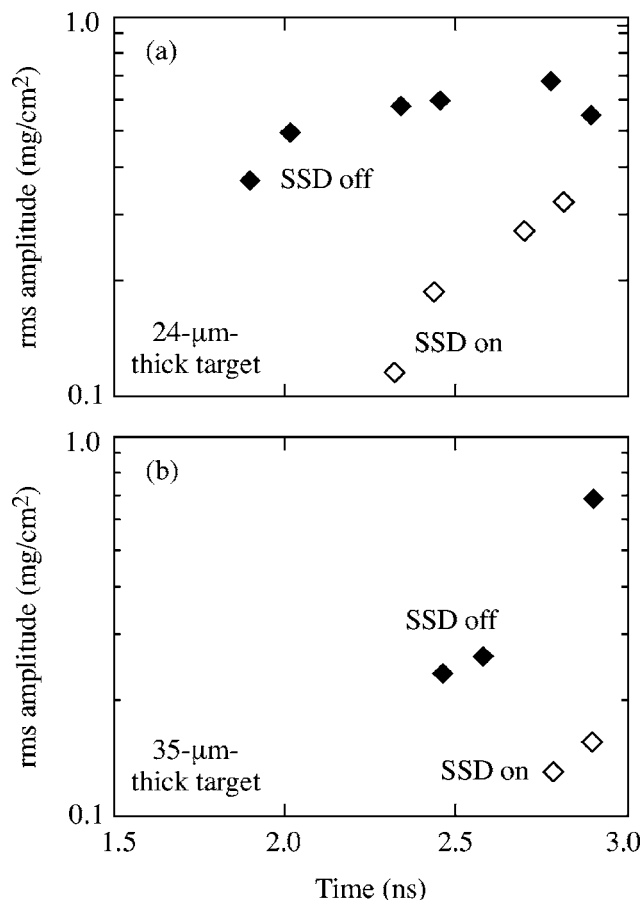 1.0
(a)
rms amplitude (mg/cm²)
SSD off
SSD on
24-μm-
thick target
0.1
1.0
(b)
rms amplitude (mg/cm²)
SSD off
35-μm-
thick target
SSD on
0.1
1.5 2.0 2.5 3.0
Time (ns)